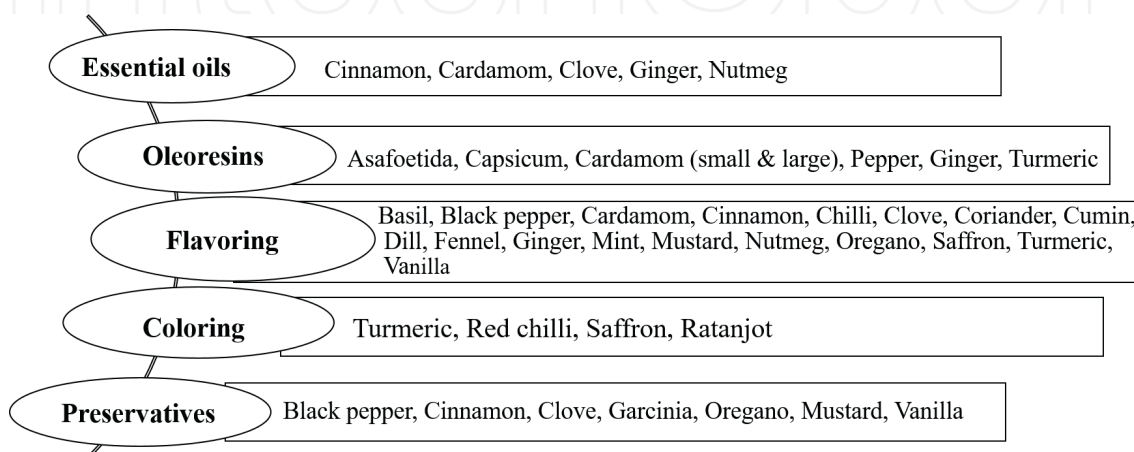 Essential oils
Cinnamon, Cardamom, Clove, Ginger, Nutmeg
Oleoresins
Asafoetida, Capsicum, Cardamom (small & large), Pepper, Ginger, Turmeric
Flavoring
Basil, Black pepper, Cardamom, Cinnamon, Chilli, Clove, Coriander, Cumin,
Dill, Fennel, Ginger, Mint, Mustard, Nutmeg, Oregano, Saffron, Turmeric,
Vanilla
Coloring
Turmeric, Red chilli, Saffron, Ratanjot
Preservatives
Black pepper, Cinnamon, Clove, Garcinia, Oregano, Mustard, Vanilla